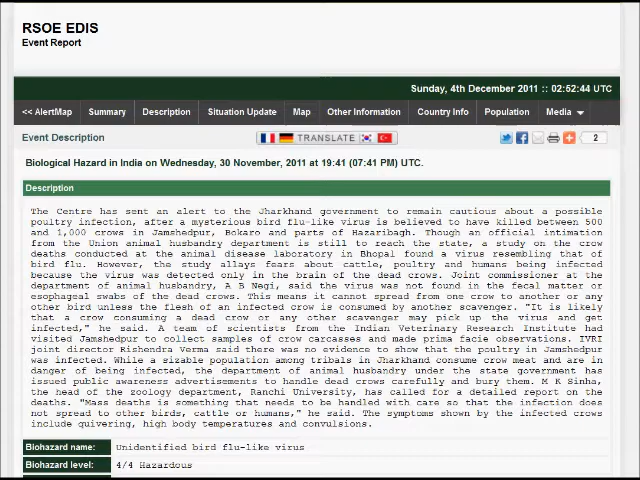 RSOE EDIS
Event Report
Sunday, 4th December 2011 :: 02:52:44 UTC
<< AlertMap Summary Description Situation Update Map Other Information Country Info Population Media
Event Description TRANSLATE 2
Biological Hazard in India on Wednesday, 30 November, 2011 at 19:41 (07:41 PM) UTC.
Description
The Centre has sent an alert to the Jharkhand government to remain cautious about a possible
poultry infection, after a mysterious bird flu-like virus is believed to have killed between 500
and 1,000 crows in Jamshedpur, Bokaro and parts of Hazaribagh. Though an official intimation
from the Union animal husbandry department is still to reach the state, a study on the crow
deaths conducted at the animal disease laboratory in Bhopal found a virus resembling that of
bird flu. However, the study allays fears about cattle, poultry and humans being infected
because the virus was detected only in the brain of the dead crows. Joint commissioner at the
department of animal husbandry, A B Negi, said the virus was not found in the fecal matter or
esophageal swabs of the dead crows. This means it cannot spread from one crow to another or any
other bird unless the flesh of an infected crow is consumed by another scavenger. "It is likely
that a crow consuming a dead crow or any other scavenger may pick up the virus and get
infected," he said. A team of scientists from the Indian Veterinary Research Institute had
visited Jamshedpur to collect samples of crow carcasses and made prima facie observations. IVRI
joint director Rishendra Verma said there was no evidence to show that the poultry in Jamshedpur
was infected. While a sizable population among tribals in Jharkhand consume crow meat and are in
danger of being infected, the department of animal husbandry under the state government has
issued public awareness advertisements to handle dead crows carefully and bury them. M K Sinha,
the head of the zoology department, Ranchi University, has called for a detailed report on the
deaths. "Mass deaths is something that needs to be handled with care so that the infection does
not spread to other birds, cattle or humans," he said. The symptoms shown by the infected crows
include quivering, high body temperatures and convulsions.
Biohazard name: Unidentified bird flu-like virus
Biohazard level: 4/4 Hazardous